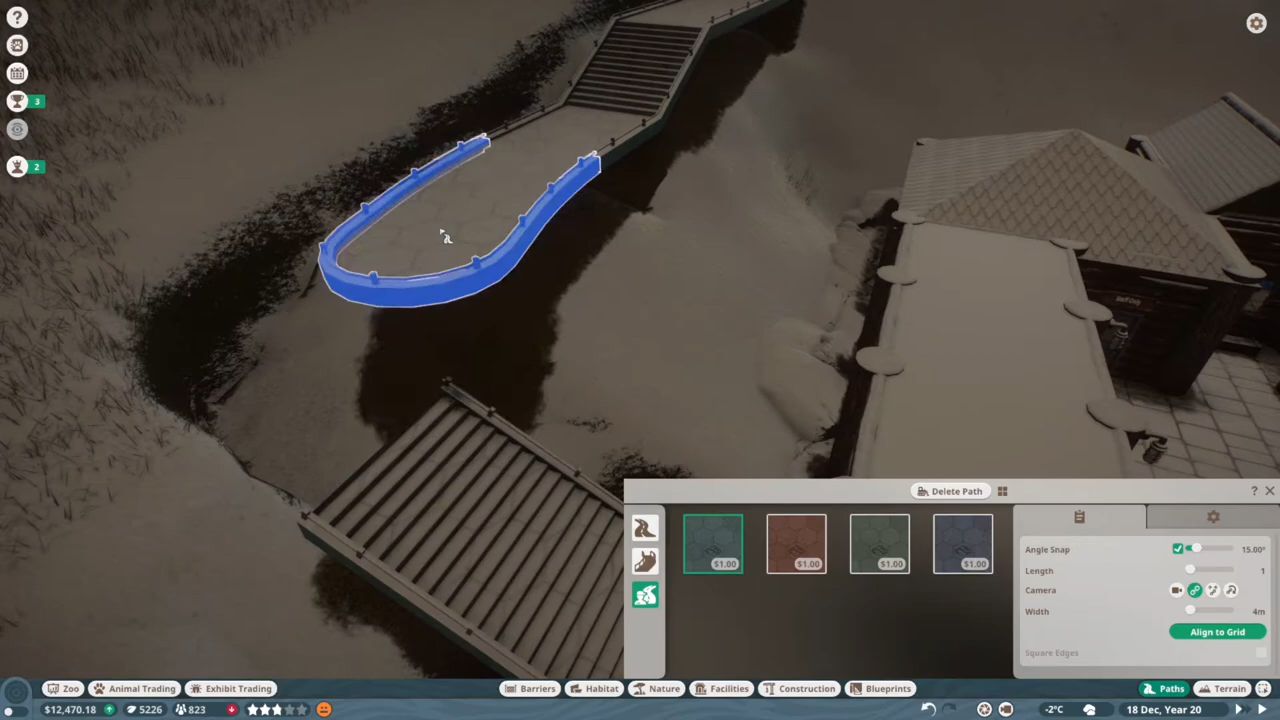 ?
3
2
Staff Only
Delete Path
?
$1.00 $1.00 $1.00 $1.00
Angle Snap 15.00°
Length 1
Camera
Width 4m
Align to Grid
Square Edges
Zoo Animal Trading Exhibit Trading Barriers Habitat Nature Facilities Construction Blueprints Paths Terrain
$12,470.18 5226 823 -2°C 18 Dec, Year 20